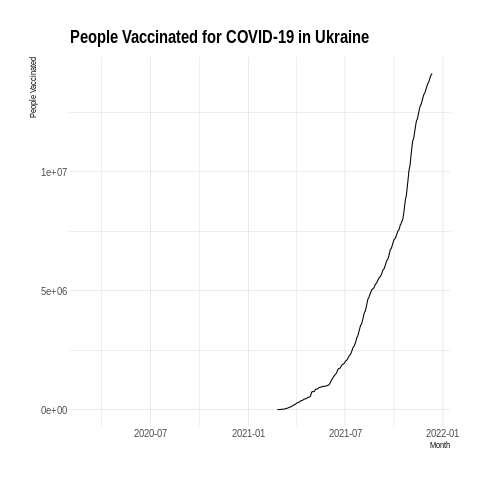 People Vaccinated for COVID-19 in Ukraine
People Vaccinated
1e+07
5e+06
0e+00
2020-07 2021-01 2021-07 2022-01
Month